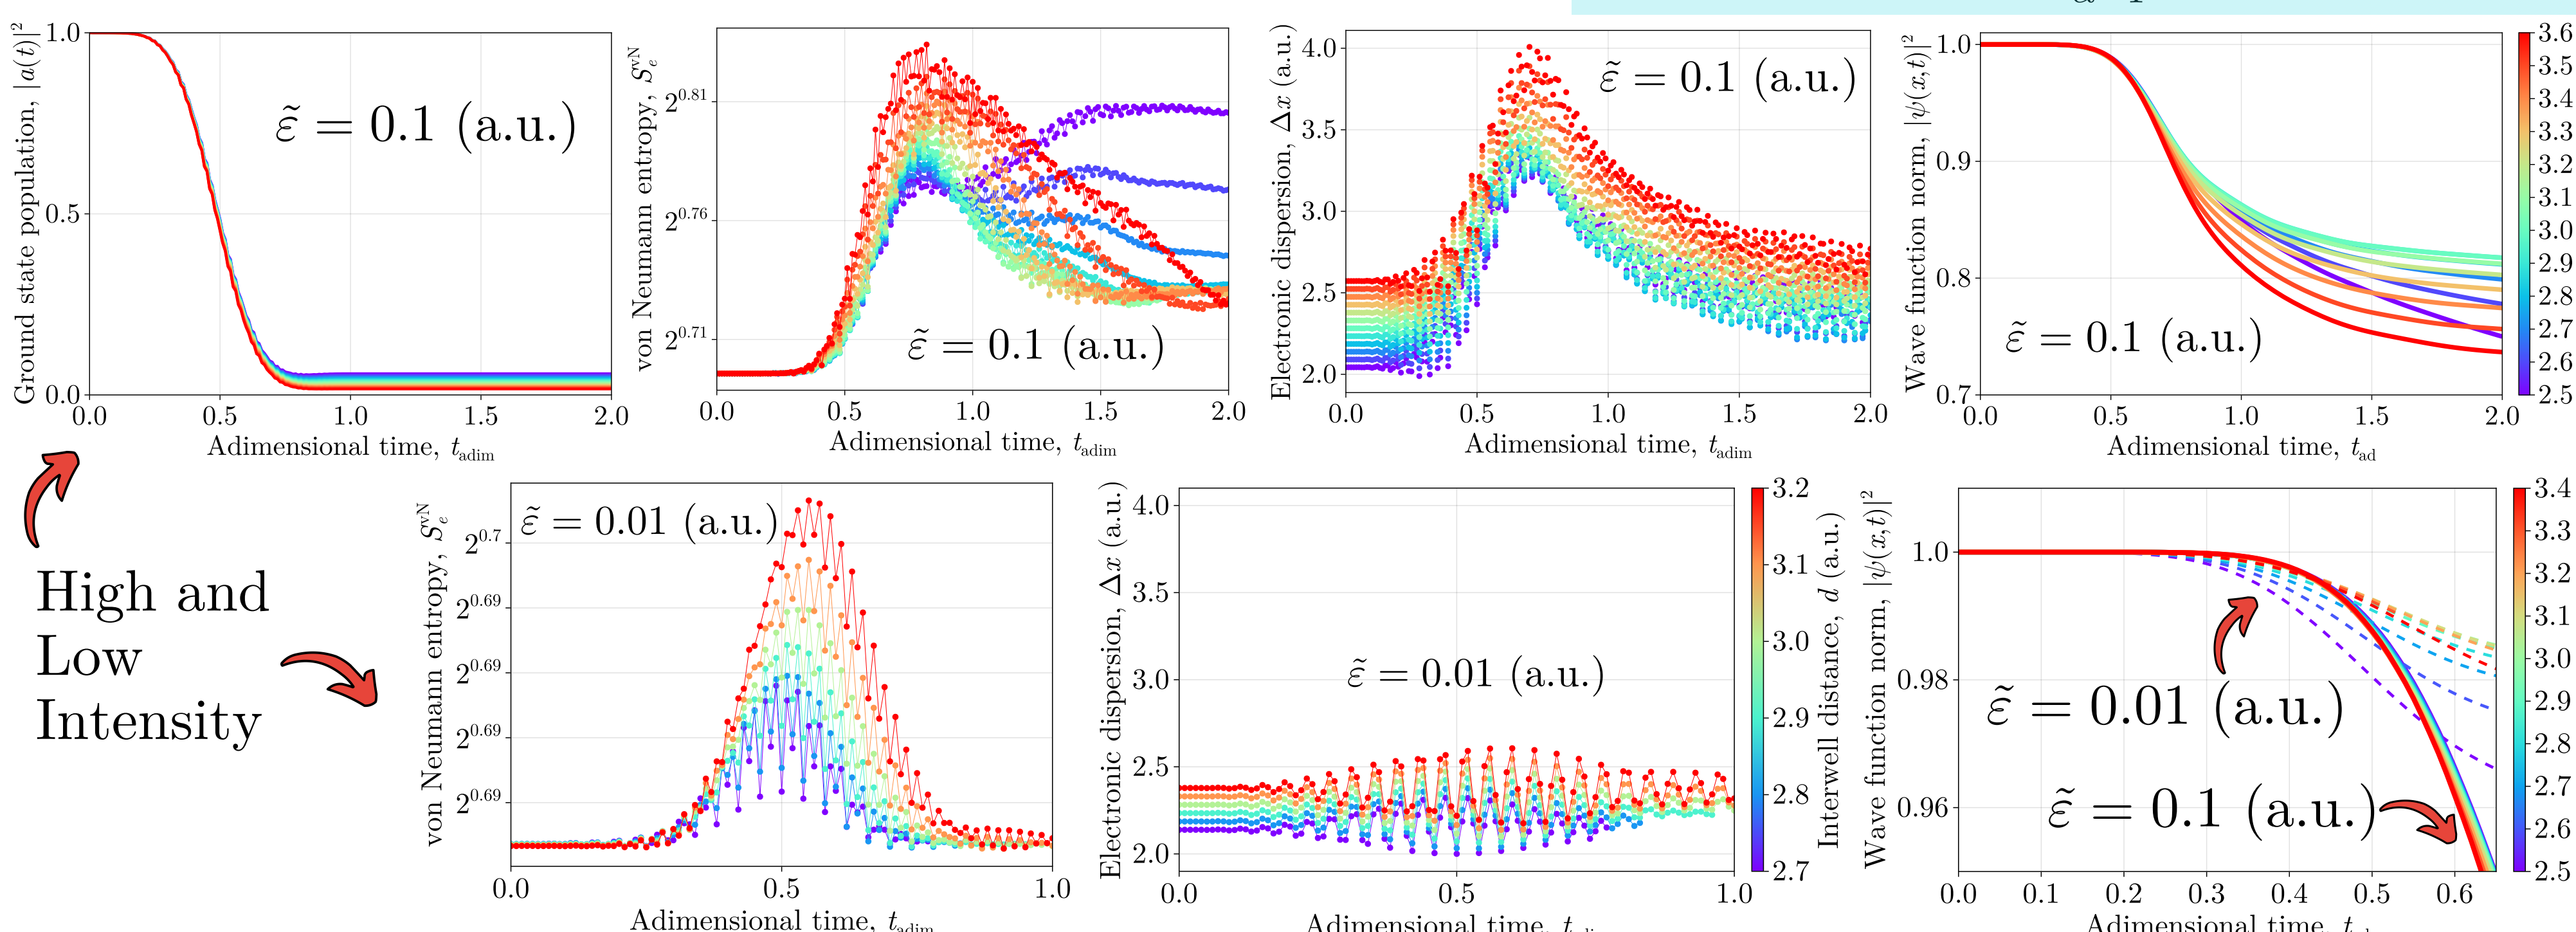 Ground state population, |a(t)|²
1.0
0.5
0.0
ε̃ = 0.1 (a.u.)
0.0 0.5 1.0 1.5 2.0
Adimensional time, t_adim
von Neumann entropy, S_e^vN
2^0.81
2^0.76
2^0.71
ε̃ = 0.1 (a.u.)
0.0 0.5 1.0 1.5 2.0
Adimensional time, t_adim
Electronic dispersion, Δx (a.u.)
4.0
3.5
3.0
2.5
2.0
ε̃ = 0.1 (a.u.)
0.0 0.5 1.0 1.5 2.0
Adimensional time, t_adim
Wave function norm, |ψ(x,t)|²
1.0
0.9
0.8
0.7
ε̃ = 0.1 (a.u.)
0.0 0.5 1.0 1.5 2.0
Adimensional time, t_ad
3.6
3.5
3.4
3.3
3.2
3.1
3.0
2.9
2.8
2.7
2.6
2.5
High and
Low
Intensity
von Neumann entropy, S_e^vN
2^0.7
2^0.69
2^0.69
2^0.69
2^0.69
ε̃ = 0.01 (a.u.)
0.0 0.5 1.0
Adimensional time, t_adim
Electronic dispersion, Δx (a.u.)
4.0
3.5
3.0
2.5
2.0
ε̃ = 0.01 (a.u.)
0.0 0.5 1.0
Adimensional time,
3.2
3.1
3.0
2.9
2.8
2.7
Interwell distance, d (a.u.)
Wave function norm, |ψ(x,t)|²
1.0
0.98
0.96
ε̃ = 0.01 (a.u.)
ε̃ = 0.1 (a.u.)
0.0 0.1 0.2 0.3 0.4 0.5 0.6
Adimensional time,
3.4
3.3
3.2
3.1
3.0
2.9
2.8
2.7
2.6
2.5